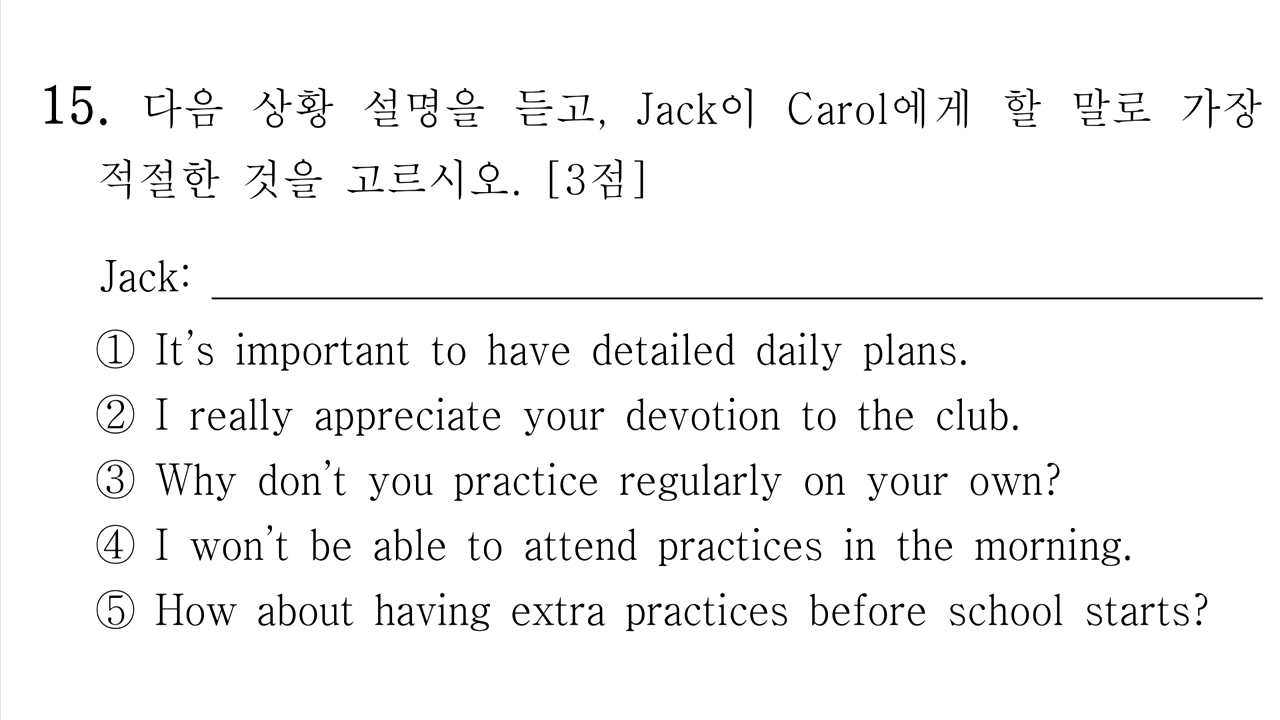 15. 다음 상황 설명을 듣고, Jack이 Carol에게 할 말로 가장
적절한 것을 고르시오. [3점]
Jack:
① It's important to have detailed daily plans.
② I really appreciate your devotion to the club.
③ Why don't you practice regularly on your own?
④ I won't be able to attend practices in the morning.
⑤ How about having extra practices before school starts?